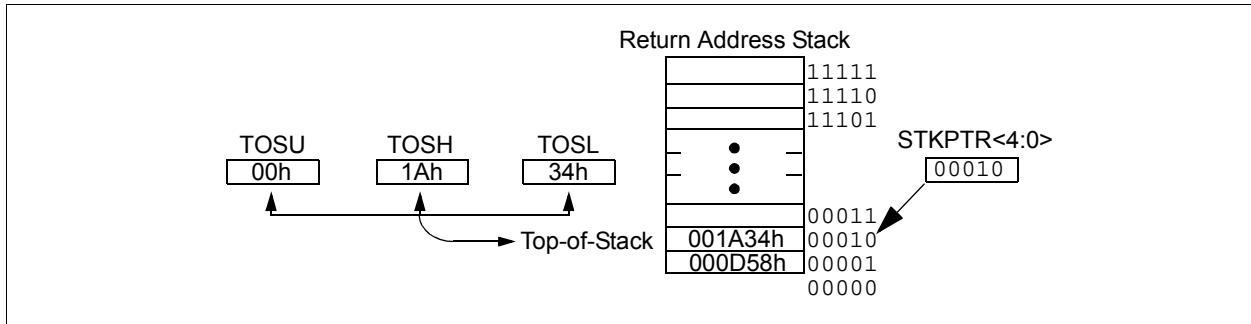 Return Address Stack
11111
11110
11101
TOSU TOSH TOSL
00h 1Ah 34h
STKPTR<4:0>
00010
00011
Top-of-Stack 001A34h 00010
000D58h 00001
00000